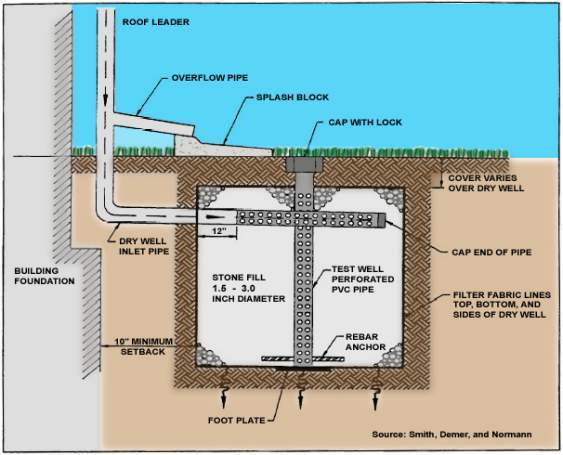 ROOF LEADER
OVERFLOW PIPE
SPLASH BLOCK
CAP WITH LOCK
COVER VARIES
OVER DRY WELL
12"
DRY WELL
INLET PIPE
CAP END OF PIPE
BUILDING
FOUNDATION
STONE FILL
1.5 - 3.0
INCH DIAMETER
TEST WELL
PERFORATED
PVC PIPE
FILTER FABRIC LINES
TOP, BOTTOM, AND
SIDES OF DRY WELL
10" MINIMUM
SETBACK
REBAR
ANCHOR
FOOT PLATE
Source: Smith, Demer, and Normann